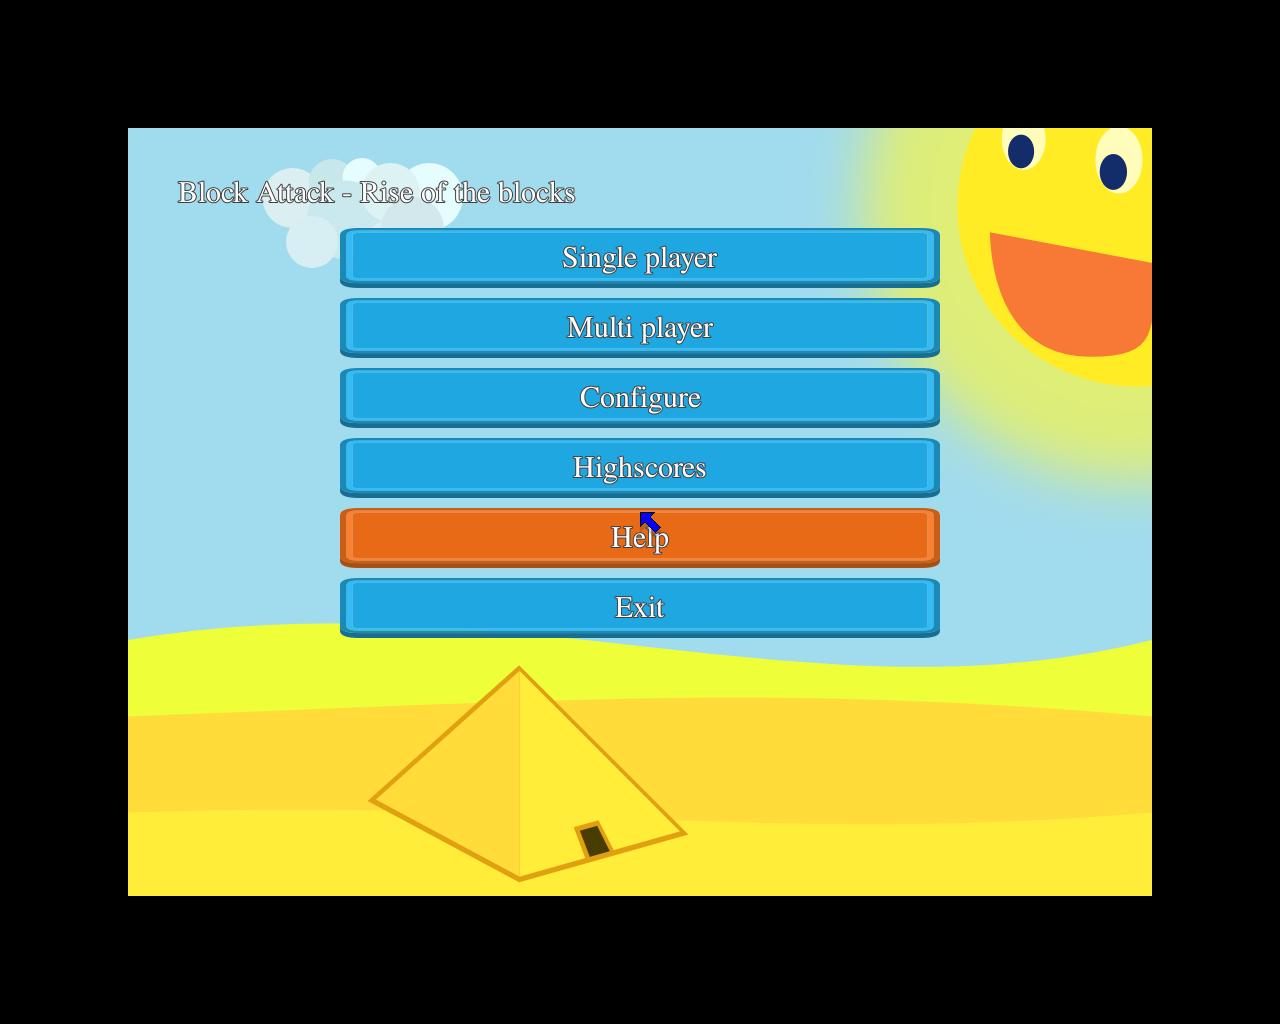 Block Attack - Rise of the blocks
Single player
Multi player
Configure
Highscores
Help
Exit